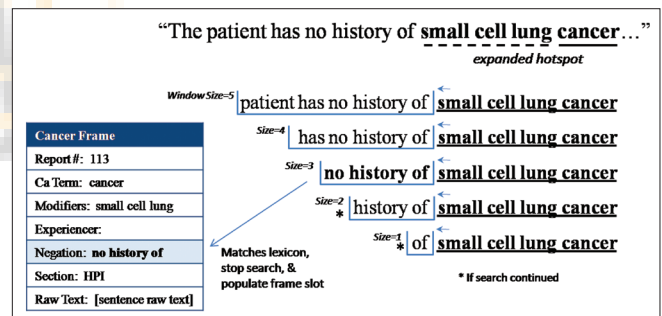 “The patient has no history of small cell lung cancer…”
expanded hotspot
Window Size=5 patient has no history of small cell lung cancer
Size=4 has no history of small cell lung cancer
Size=3 no history of small cell lung cancer
Size=2 * history of small cell lung cancer
Size=1 * of small cell lung cancer
Matches lexicon,
stop search, &
populate frame slot
* If search continued
Cancer Frame
Report#: 113
Ca Term: cancer
Modifiers: small cell lung
Experiencer:
Negation: no history of
Section: HPI
Raw Text: [sentence raw text]